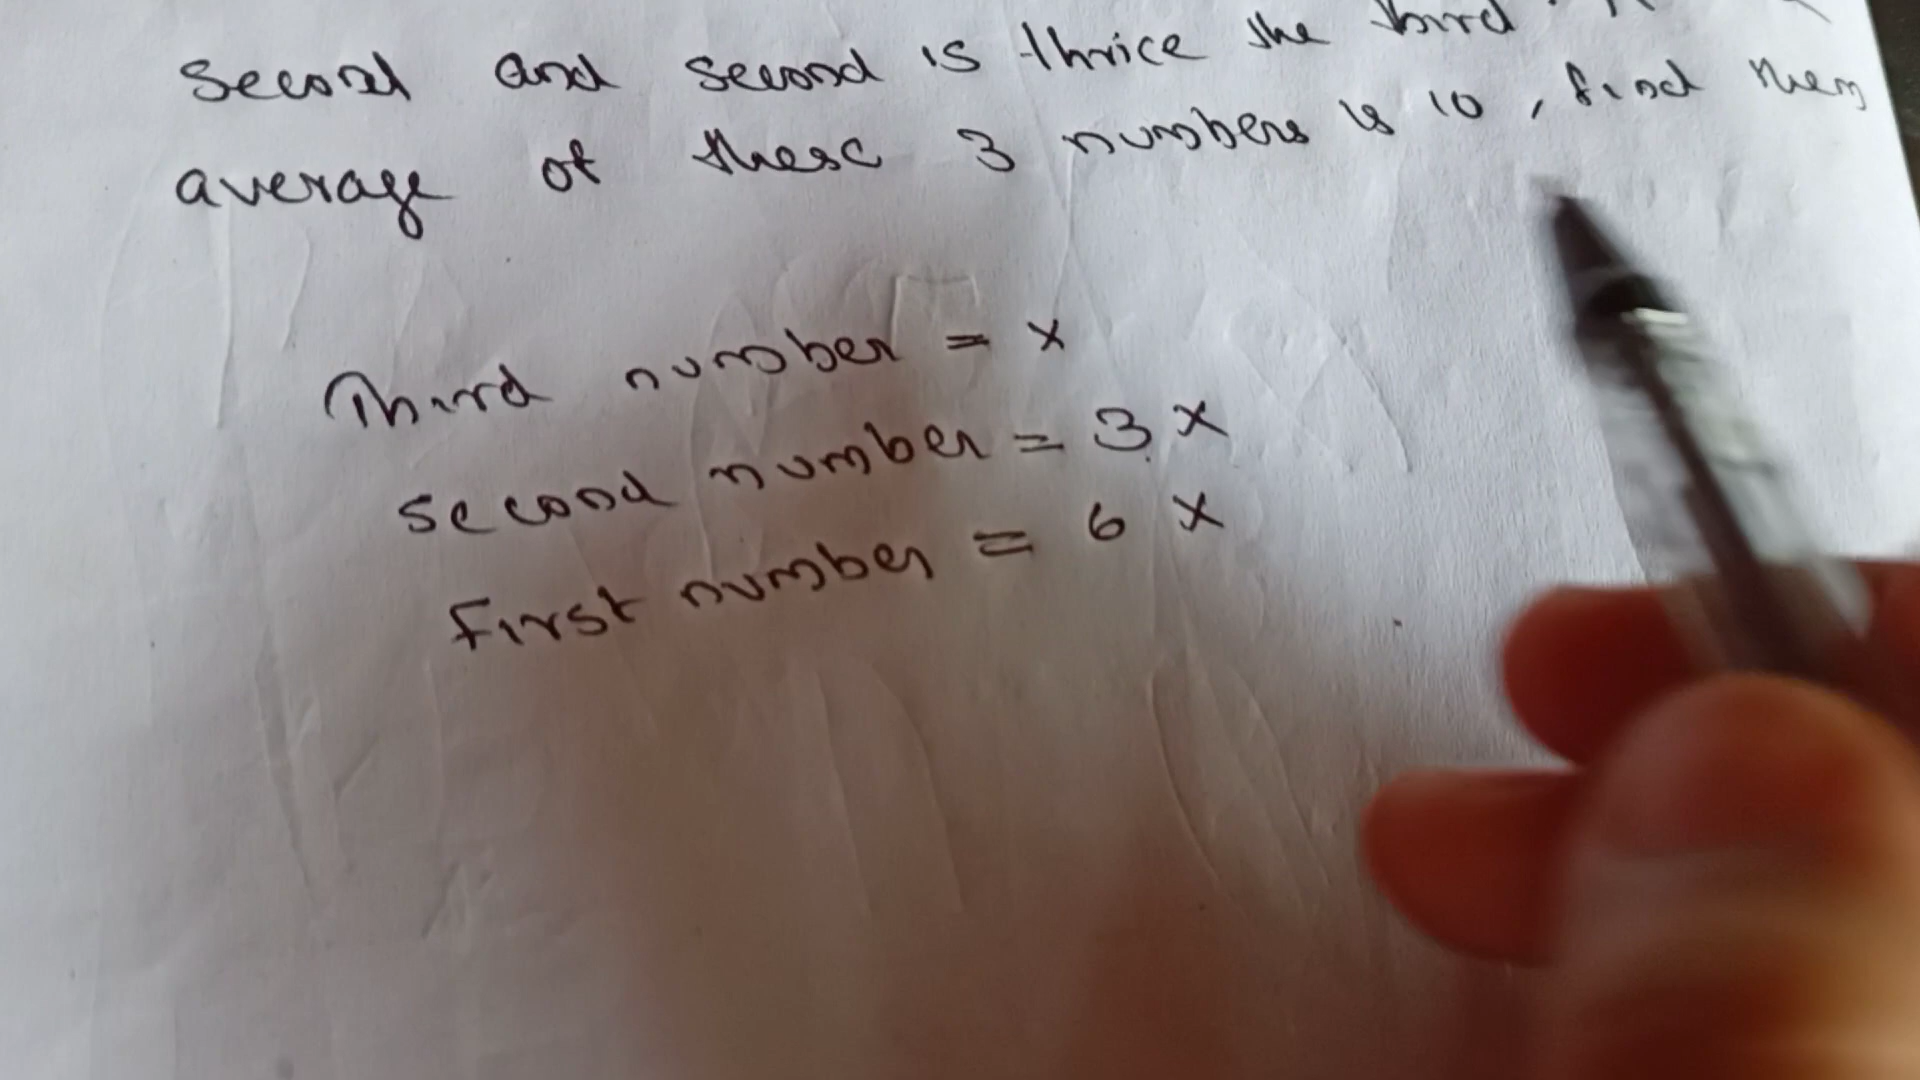 Second and second is thrice the third.
average of these 3 numbers is 10, find them
Third number = x
Second number = 3x
First number = 6x